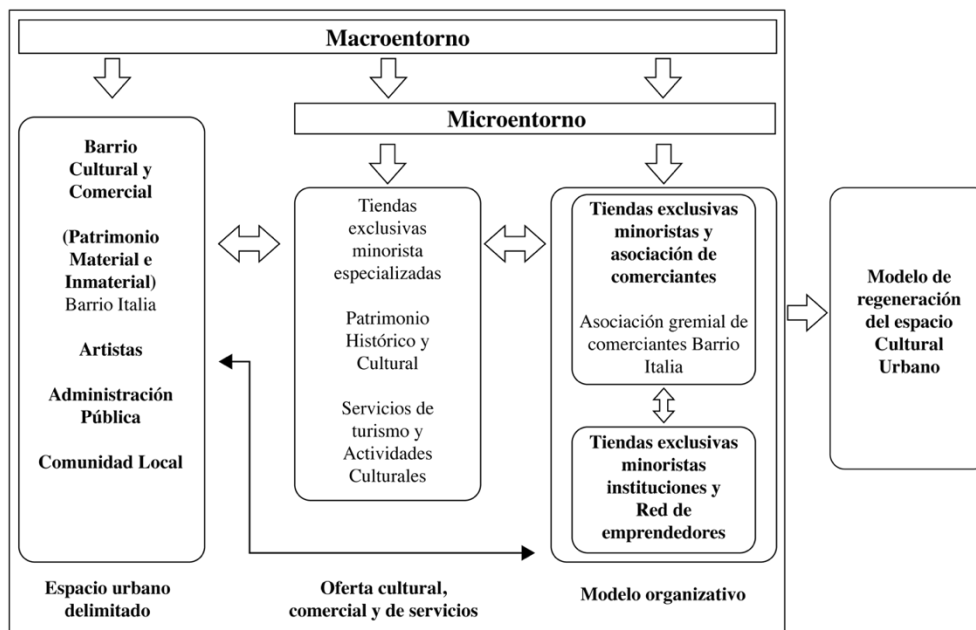 Macroentorno
Microentorno
Barrio
Cultural y
Comercial
(Patrimonio
Material e
Inmaterial)
Barrio Italia
Artistas
Administración
Pública
Comunidad Local
Espacio urbano
delimitado
Tiendas
exclusivas
minorista
especializadas
Patrimonio
Histórico y
Cultural
Servicios de
turismo y
Actividades
Culturales
Oferta cultural,
comercial y de servicios
Tiendas exclusivas
minoristas y
asociación de
comerciantes
Asociación gremial de
comerciantes Barrio
Italia
Tiendas exclusivas
minoristas
instituciones y
Red de
emprendedores
Modelo organizativo
Modelo de
regeneración
del espacio
Cultural
Urbano